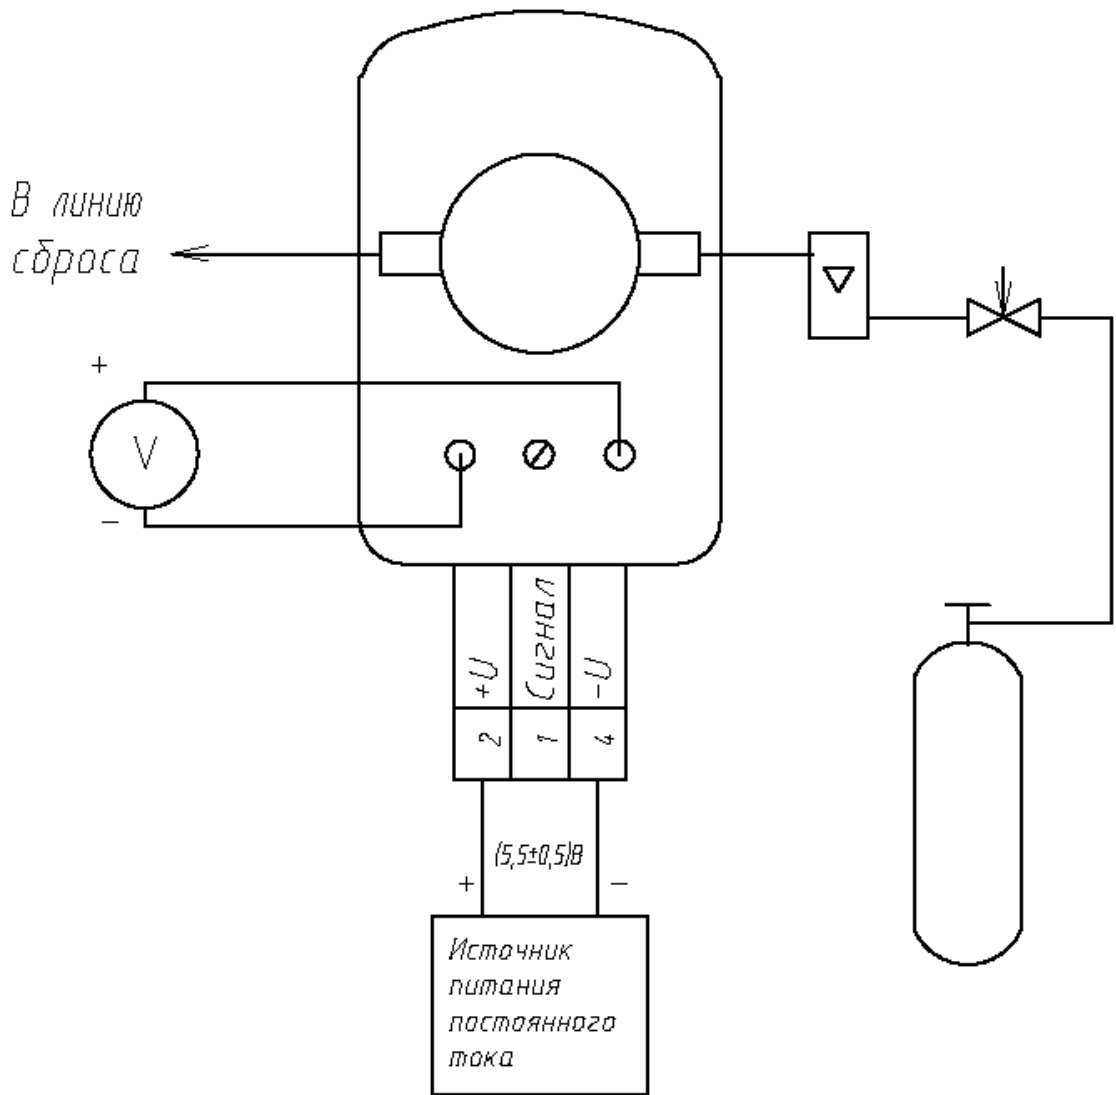 В линию
сброса
+
V
−
+U
Сигнал
−U
2
1
4
(5,5±0,5)В
+
−
Источник
питания
постоянного
тока